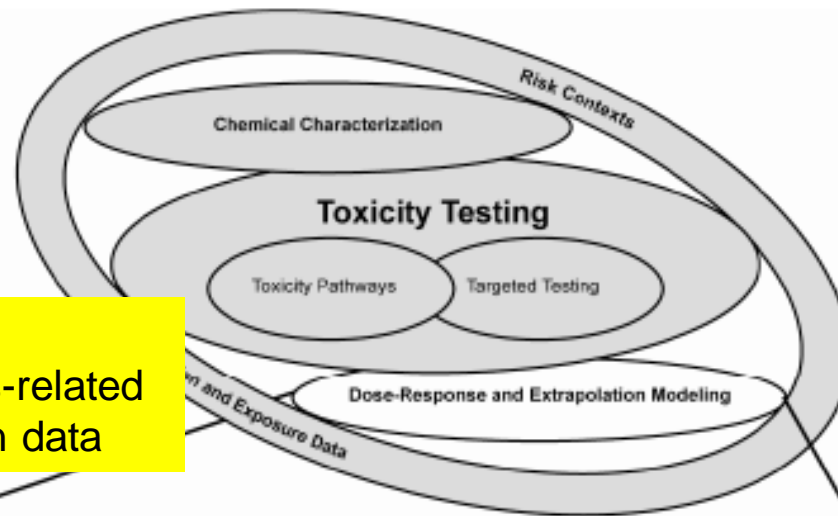 Risk Contexts
Chemical Characterization
Toxicity Testing
Toxicity Pathways
Targeted Testing
-related
data
and Exposure Data
Dose-Response and Extrapolation Modeling